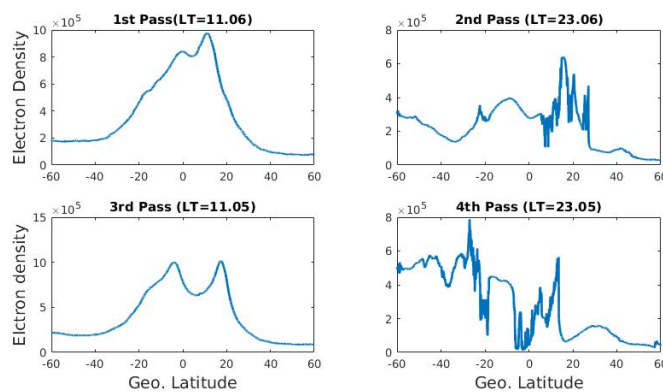 1st Pass(LT=11.06)
×10⁵
10
8
6
4
2
0
Electron Density
-60 -40 -20 0 20 40 60
2nd Pass (LT=23.06)
×10⁵
8
6
4
2
0
-60 -40 -20 0 20 40 60
3rd Pass (LT=11.05)
×10⁵
15
10
5
0
Elctron density
-60 -40 -20 0 20 40 60
Geo. Latitude
4th Pass (LT=23.05)
×10⁵
8
6
4
2
0
-60 -40 -20 0 20 40 60
Geo. Latitude